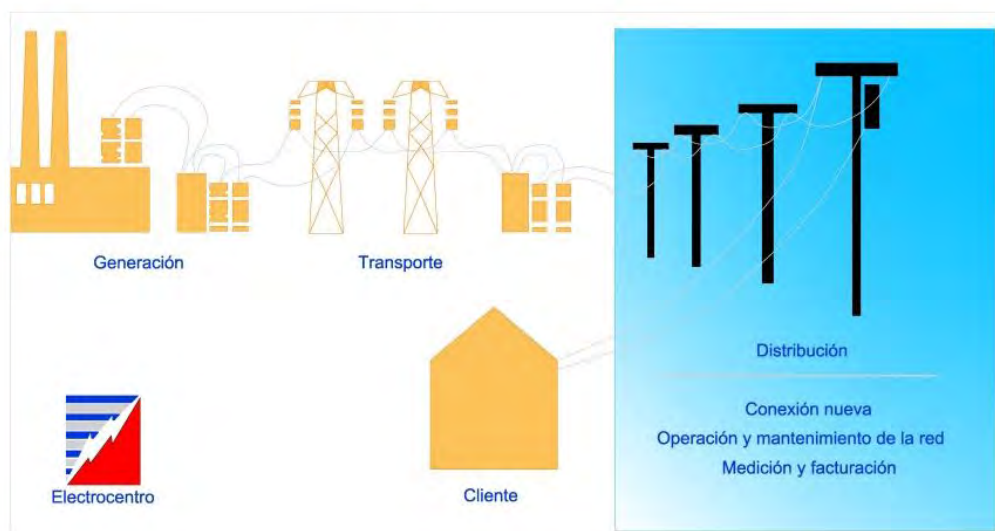 Generación
Transporte
Distribución
Conexión nueva
Operación y mantenimiento de la red
Medición y facturación
Electrocentro
Cliente